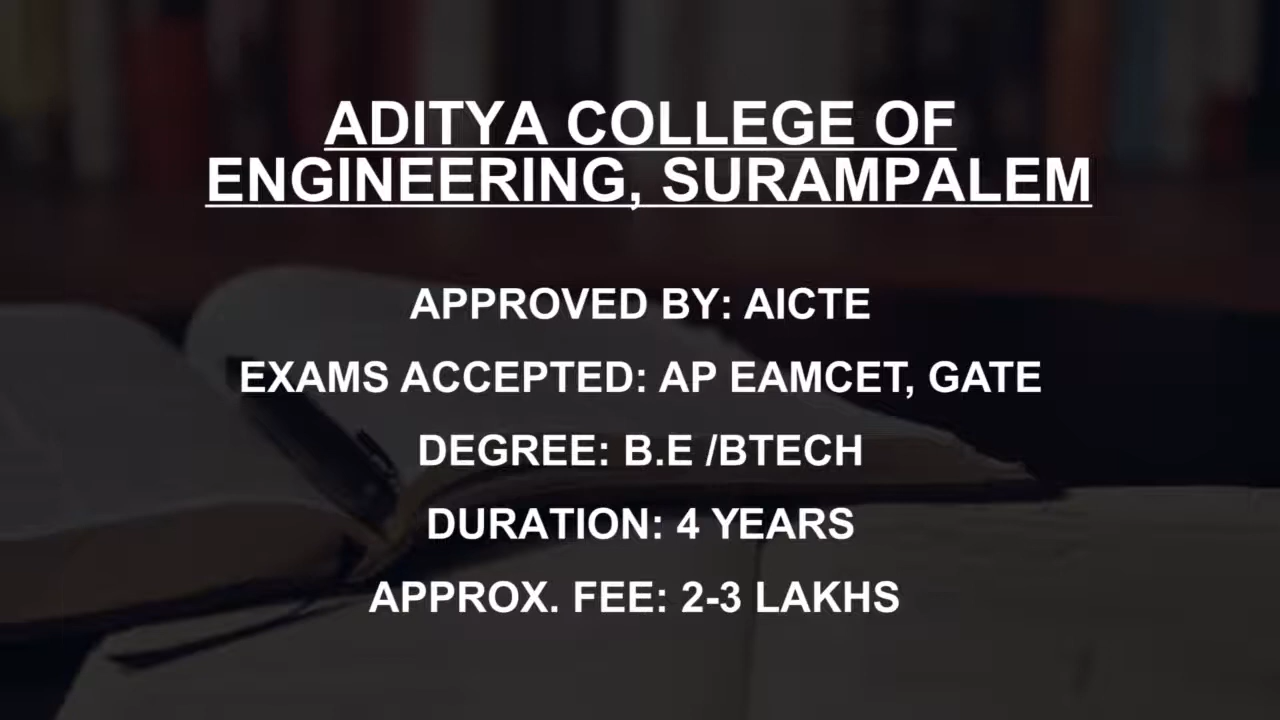 ADITYA COLLEGE OF
ENGINEERING, SURAMPALEM
APPROVED BY: AICTE
EXAMS ACCEPTED: AP EAMCET, GATE
DEGREE: B.E /BTECH
DURATION: 4 YEARS
APPROX. FEE: 2-3 LAKHS